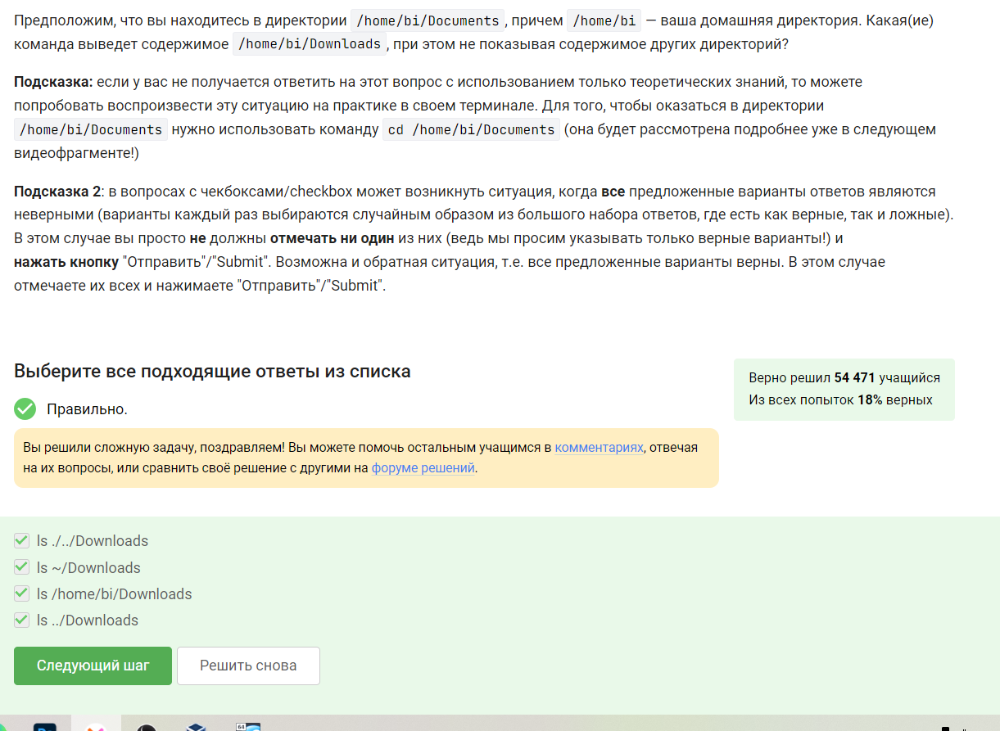 Предположим, что вы находитесь в директории /home/bi/Documents, причем /home/bi — ваша домашняя директория. Какая(ие)
команда выведет содержимое /home/bi/Downloads, при этом не показывая содержимое других директорий?
Подсказка: если у вас не получается ответить на этот вопрос с использованием только теоретических знаний, то можете
попробовать воспроизвести эту ситуацию на практике в своем терминале. Для того, чтобы оказаться в директории
/home/bi/Documents нужно использовать команду cd /home/bi/Documents (она будет рассмотрена подробнее уже в следующем
видеофрагменте!)
Подсказка 2: в вопросах с чекбоксами/checkbox может возникнуть ситуация, когда все предложенные варианты ответов являются
неверными (варианты каждый раз выбираются случайным образом из большого набора ответов, где есть как верные, так и ложные).
В этом случае вы просто не должны отмечать ни один из них (ведь мы просим указывать только верные варианты!) и
нажать кнопку "Отправить"/"Submit". Возможна и обратная ситуация, т.е. все предложенные варианты верны. В этом случае
отмечаете их всех и нажимаете "Отправить"/"Submit".
Выберите все подходящие ответы из списка
Верно решил 54 471 учащийся
Из всех попыток 18% верных
Правильно.
Вы решили сложную задачу, поздравляем! Вы можете помочь остальным учащимся в комментариях, отвечая
на их вопросы, или сравнить своё решение с другими на форуме решений.
ls ./../Downloads
ls ~/Downloads
ls /home/bi/Downloads
ls ../Downloads
Следующий шаг
Решить снова
64